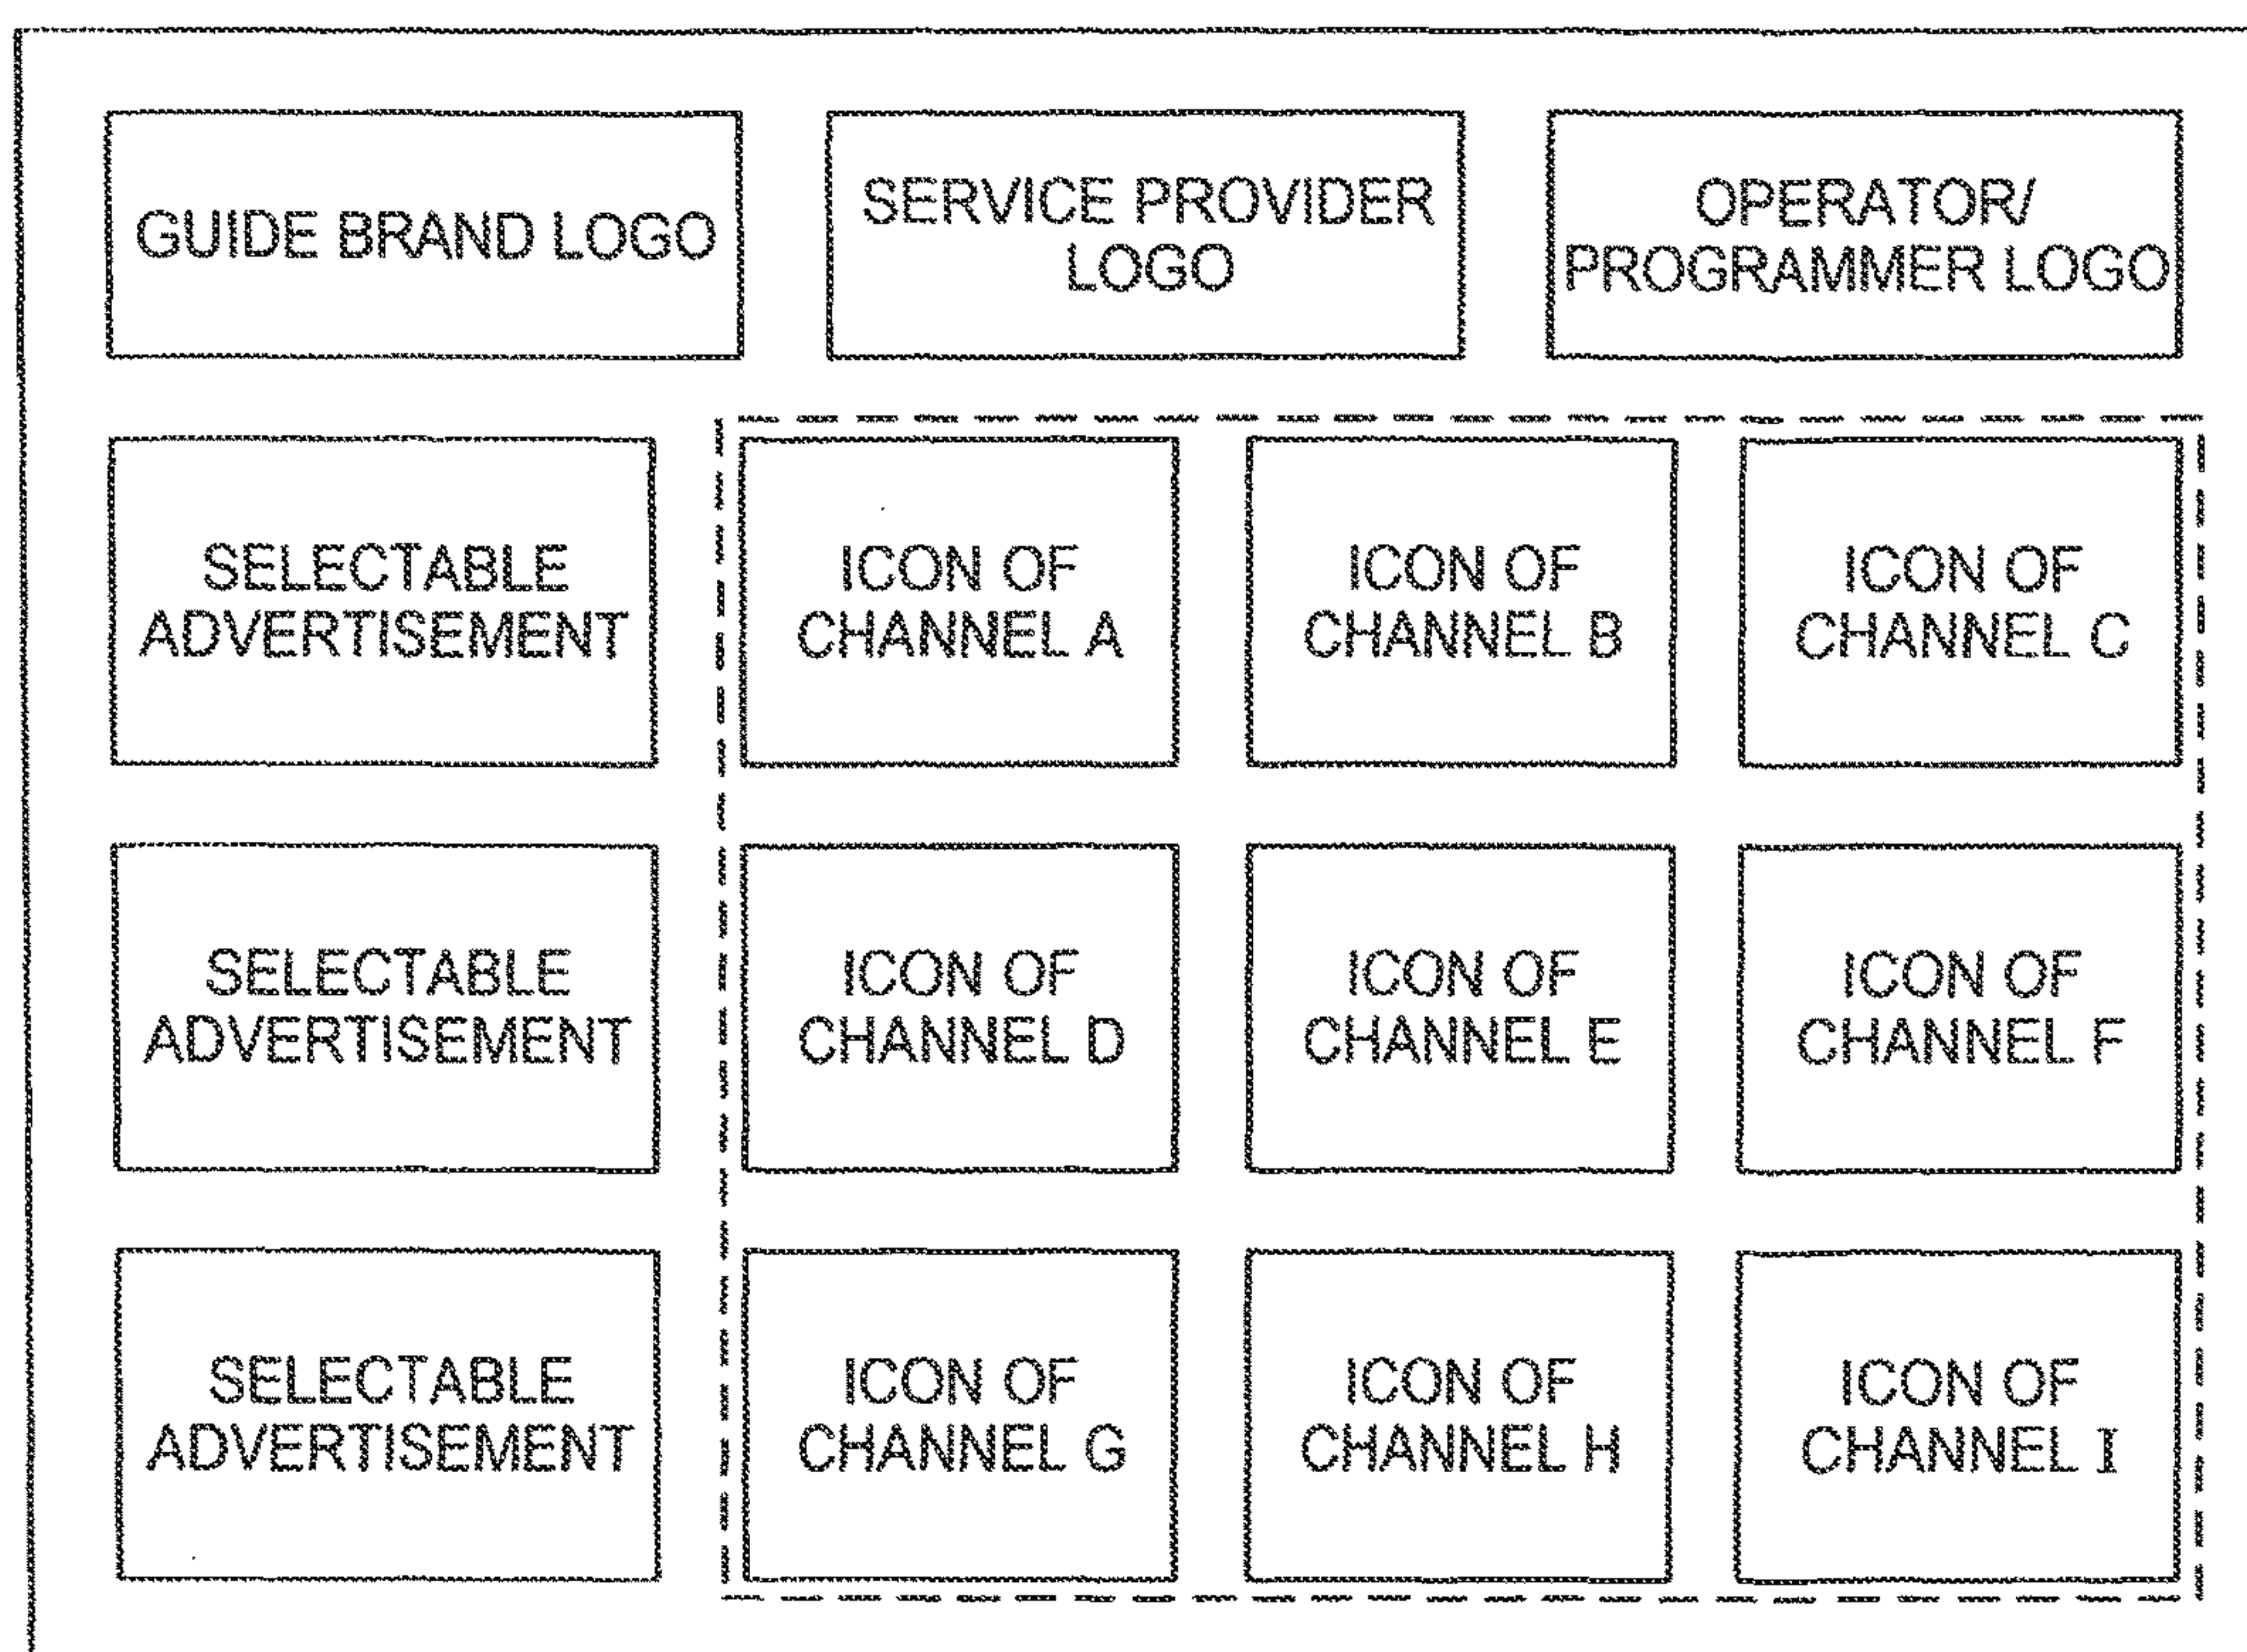 GUIDE BRAND LOGO
SERVICE PROVIDER
LOGO
OPERATOR/
PROGRAMMER LOGO
SELECTABLE
ADVERTISEMENT
ICON OF
CHANNEL A
ICON OF
CHANNEL B
ICON OF
CHANNEL C
SELECTABLE
ADVERTISEMENT
ICON OF
CHANNEL D
ICON OF
CHANNEL E
ICON OF
CHANNEL F
SELECTABLE
ADVERTISEMENT
ICON OF
CHANNEL G
ICON OF
CHANNEL H
ICON OF
CHANNEL I